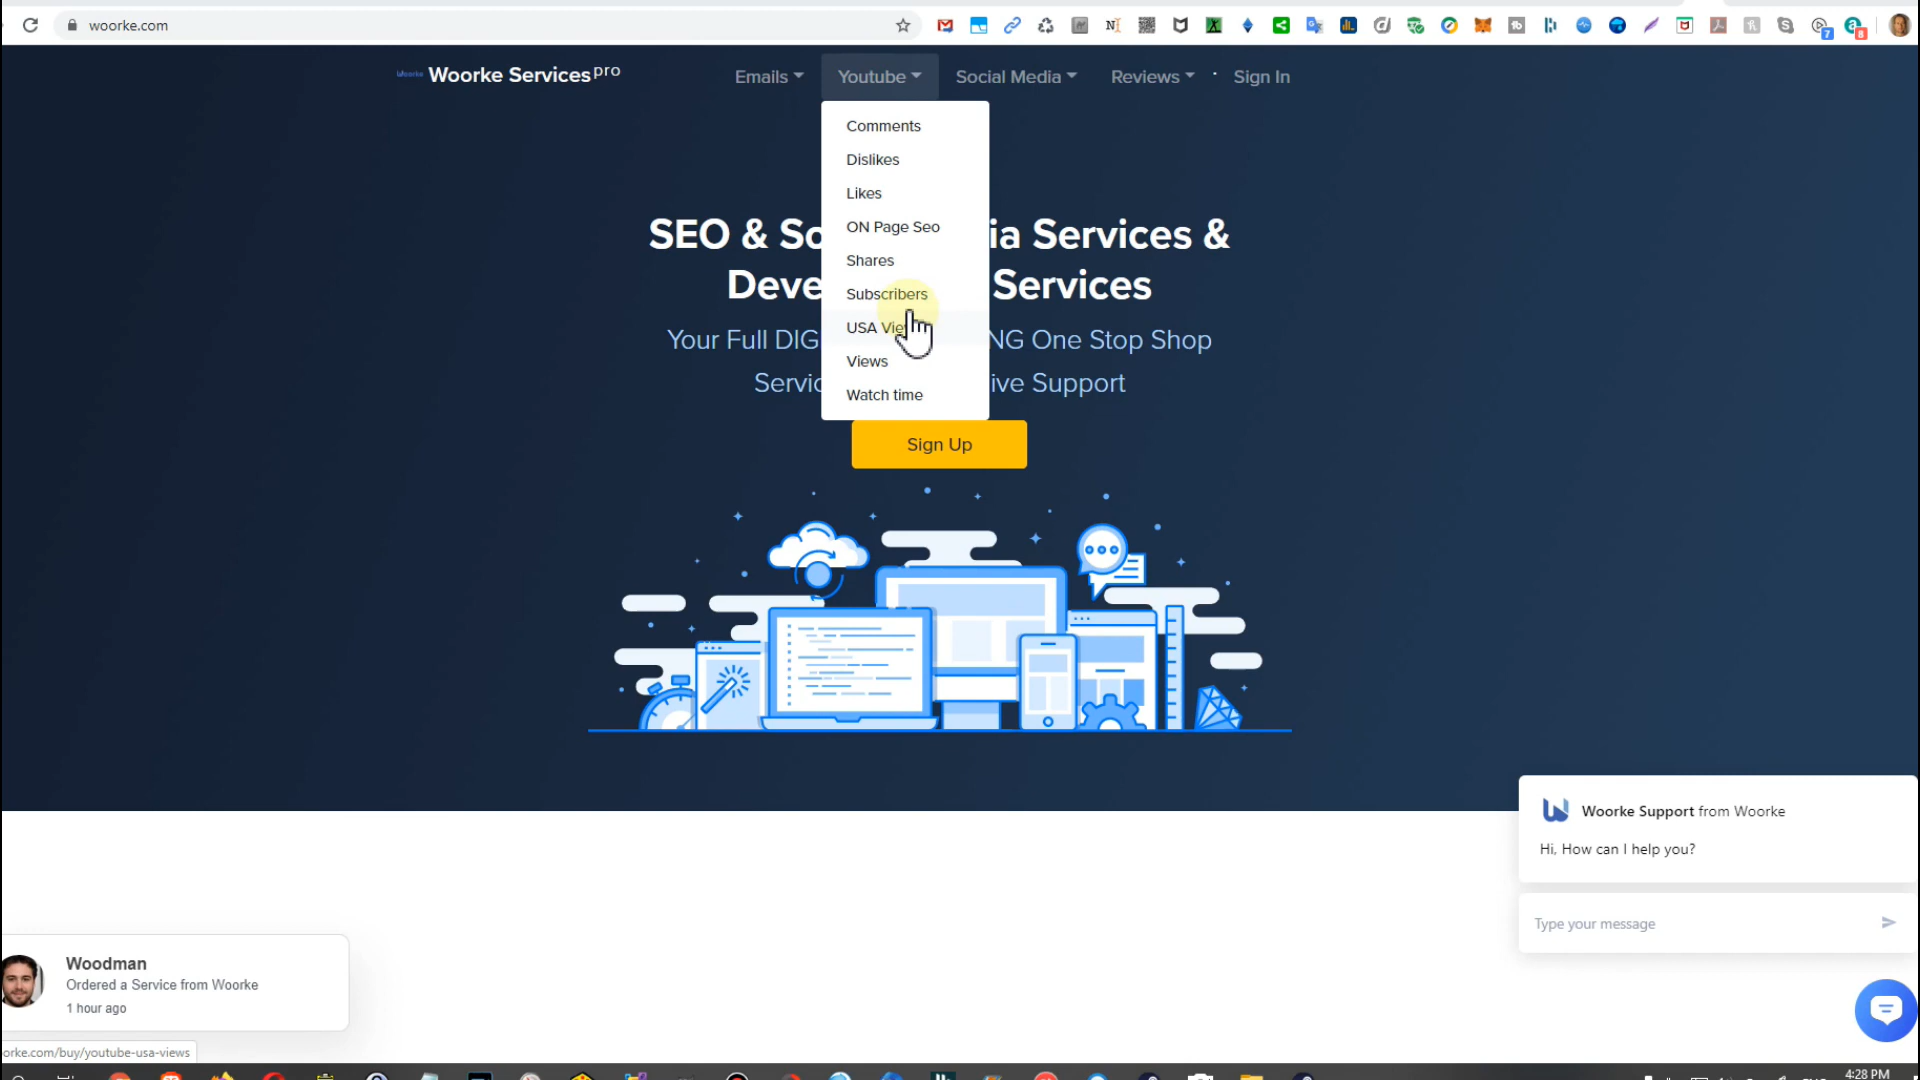 woorke.com
Woorke Services pro
Emails
Youtube
Social Media
Reviews
Sign In
Comments
Dislikes
Likes
ON Page Seo
Shares
Subscribers
USA
Views
Watch time
SEO & So ia Services &
Deve Services
Your Full DIG NG One Stop Shop
Servic ive Support
Sign Up
Woorke Support from Woorke
Hi, How can I help you?
Type your message
Woodman
Ordered a Service from Woorke
1 hour ago
orke.com/buy/youtube-usa-views
7
8
4:28 PM